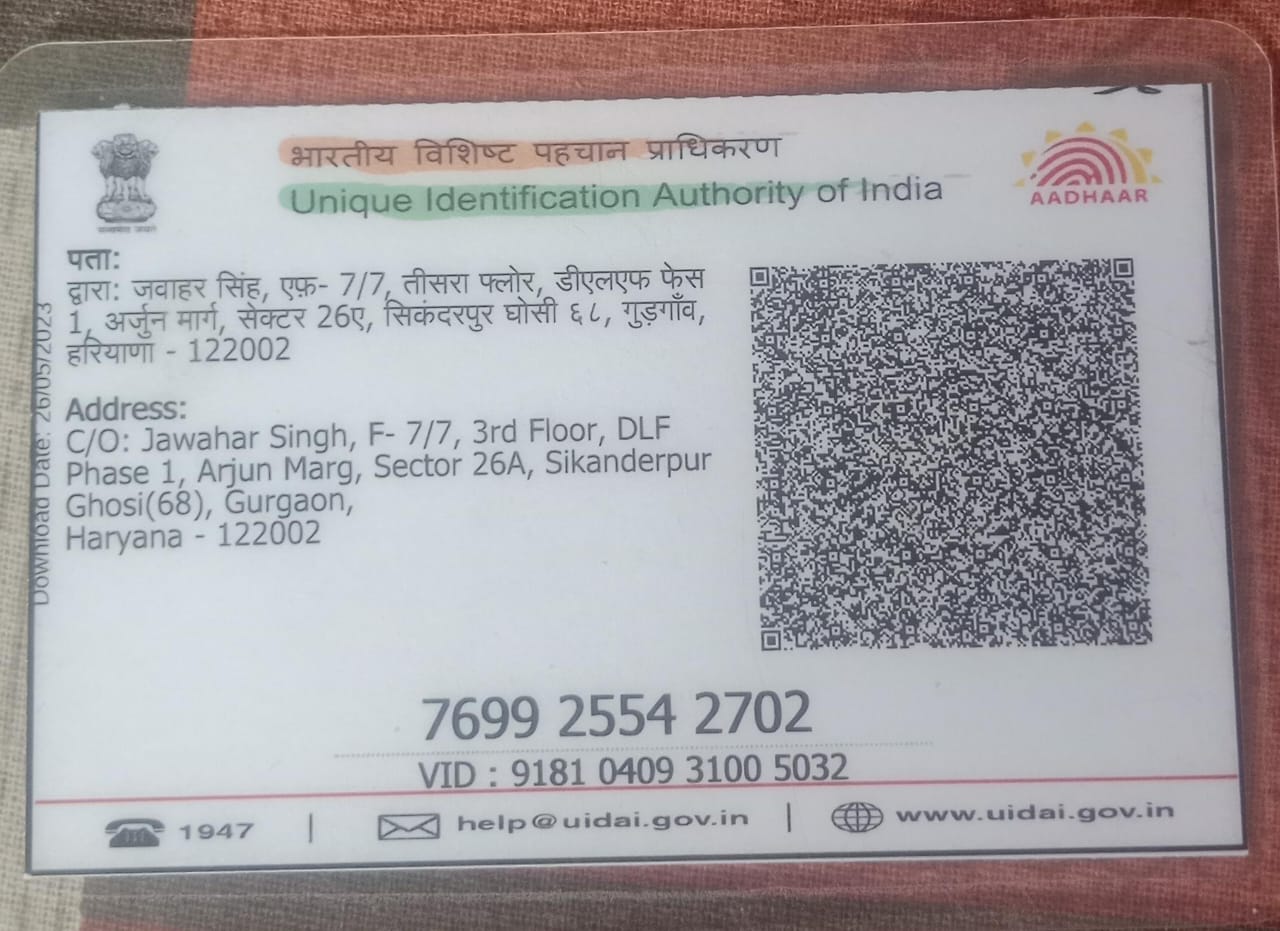 भारतीय विशिष्ट पहचान प्राधिकरण
Unique Identification Authority of India
AADHAAR
सत्यमेव जयते
पता:
द्वारा: जवाहर सिंह, एफ़- 7/7, तीसरा फ्लोर, डीएलएफ फेस
1, अर्जुन मार्ग, सेक्टर 26ए, सिकंदरपुर घोसी ६८, गुड़गाँव,
हरियाणा - 122002
Address:
C/O: Jawahar Singh, F- 7/7, 3rd Floor, DLF
Phase 1, Arjun Marg, Sector 26A, Sikanderpur
Ghosi(68), Gurgaon,
Haryana - 122002
Download Date: 26/05/2023
7699 2554 2702
VID : 9181 0409 3100 5032
1947 | help@uidai.gov.in | www.uidai.gov.in